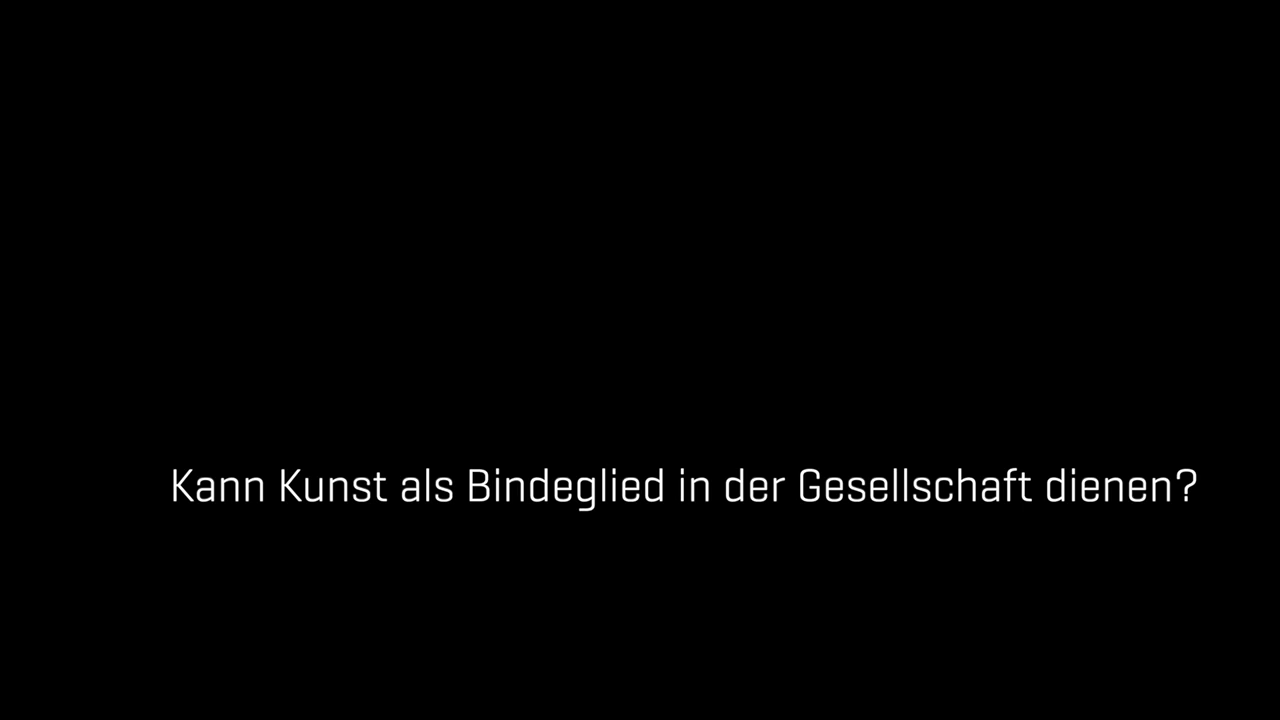 Kann Kunst als Bindeglied in der Gesellschaft dienen?